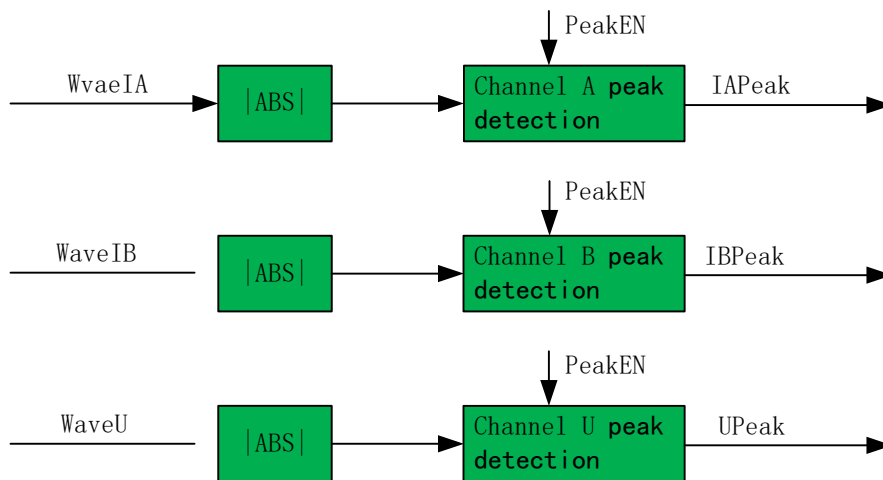 PeakEN
WvaeIA
|ABS|
Channel A peak
detection
IAPeak
PeakEN
WaveIB
|ABS|
Channel B peak
detection
IBPeak
PeakEN
WaveU
|ABS|
Channel U peak
detection
UPeak